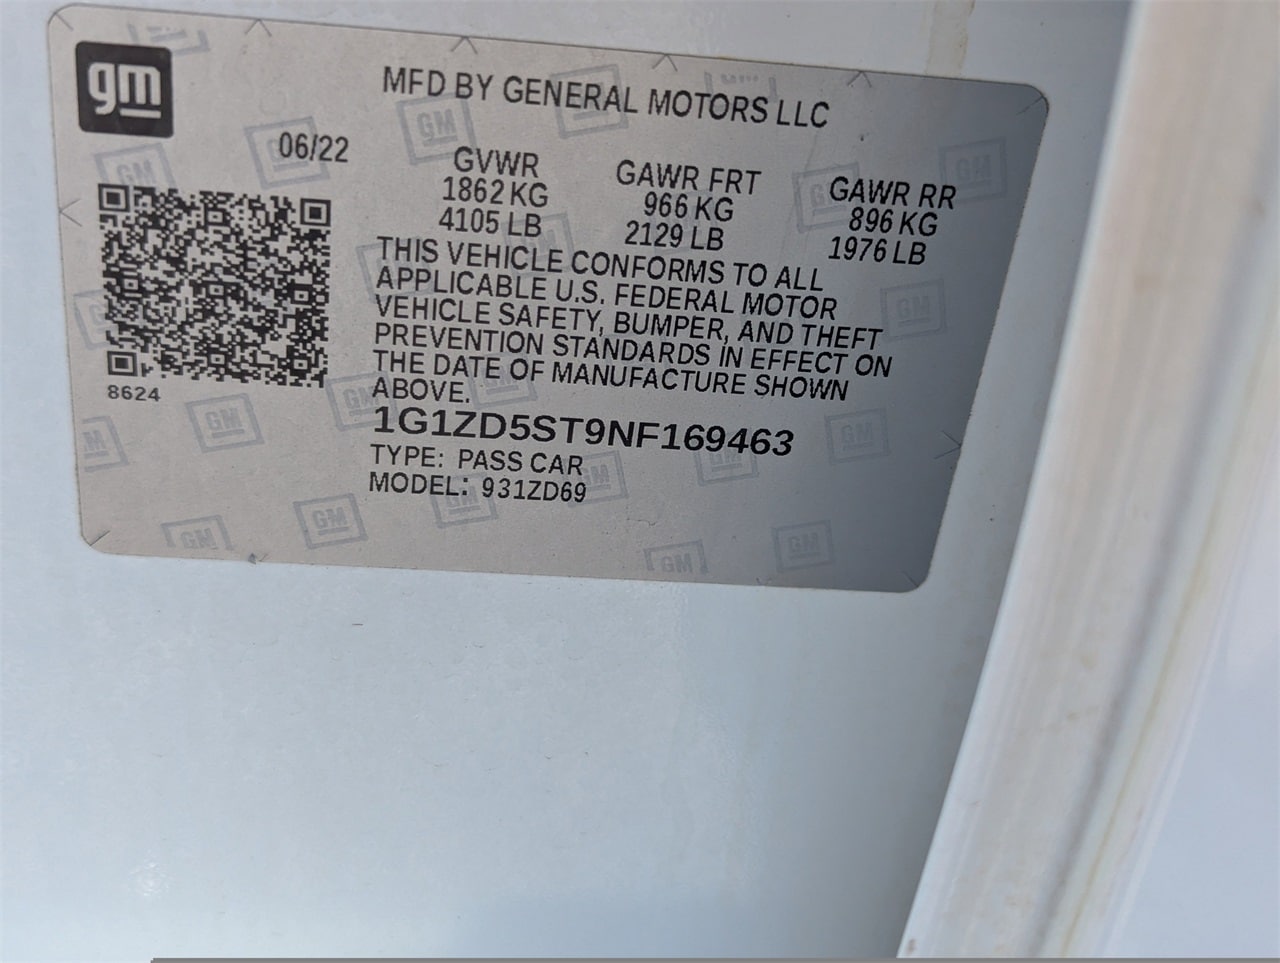 gm
MFD BY GENERAL MOTORS LLC
06/22
GVWR GAWR FRT GAWR RR
1862 KG 966 KG 896 KG
4105 LB 2129 LB 1976 LB
THIS VEHICLE CONFORMS TO ALL
APPLICABLE U.S. FEDERAL MOTOR
VEHICLE SAFETY, BUMPER, AND THEFT
PREVENTION STANDARDS IN EFFECT ON
THE DATE OF MANUFACTURE SHOWN
ABOVE.
8624
1G1ZD5ST9NF169463
TYPE: PASS CAR
MODEL: 931ZD69